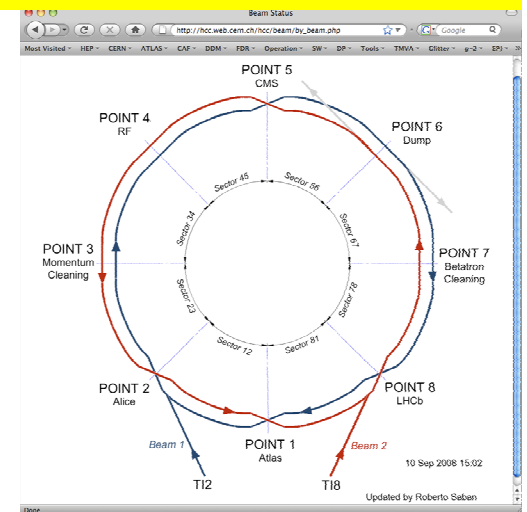 Beam Status
http://hcc.web.cern.ch/hcc/beam/by_beam.php
Google
Most Visited HEP CERN ATLAS CAF DDM FDR Operation SW DP Tools TMVA Glitter g-2 EPJ
POINT 5
CMS
POINT 4
RF
POINT 6
Dump
Sector 45
Sector 56
Sector 34
Sector 67
POINT 3
Momentum
Cleaning
POINT 7
Betatron
Cleaning
Sector 23
Sector 78
Sector 12
Sector 81
POINT 2
Alice
POINT 8
LHCb
Beam 1
POINT 1
Atlas
Beam 2
10 Sep 2008 15:02
TI2
TI8
Updated by Roberto Saban
Done